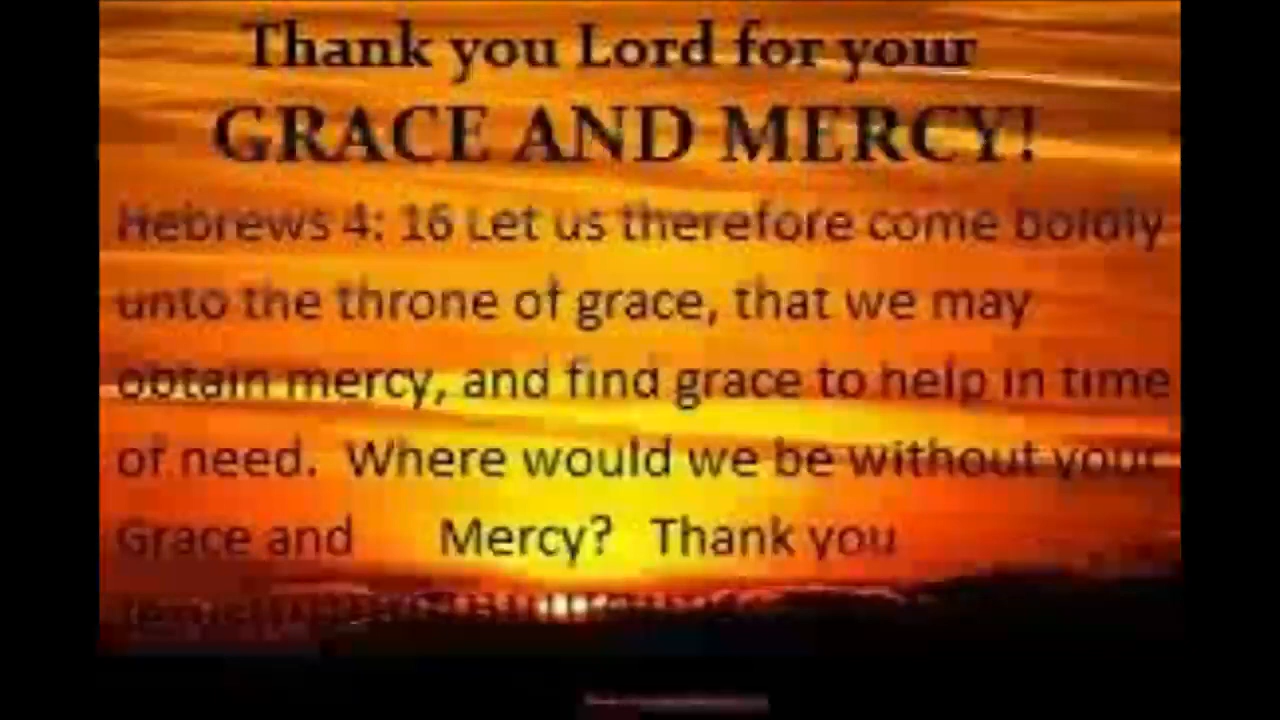 Thank you Lord for your
GRACE AND MERCY!
Hebrews 4: 16 Let us therefore come boldly
unto the throne of grace, that we may
obtain mercy, and find grace to help in time
of need. Where would we be without your
Grace and Mercy? Thank you